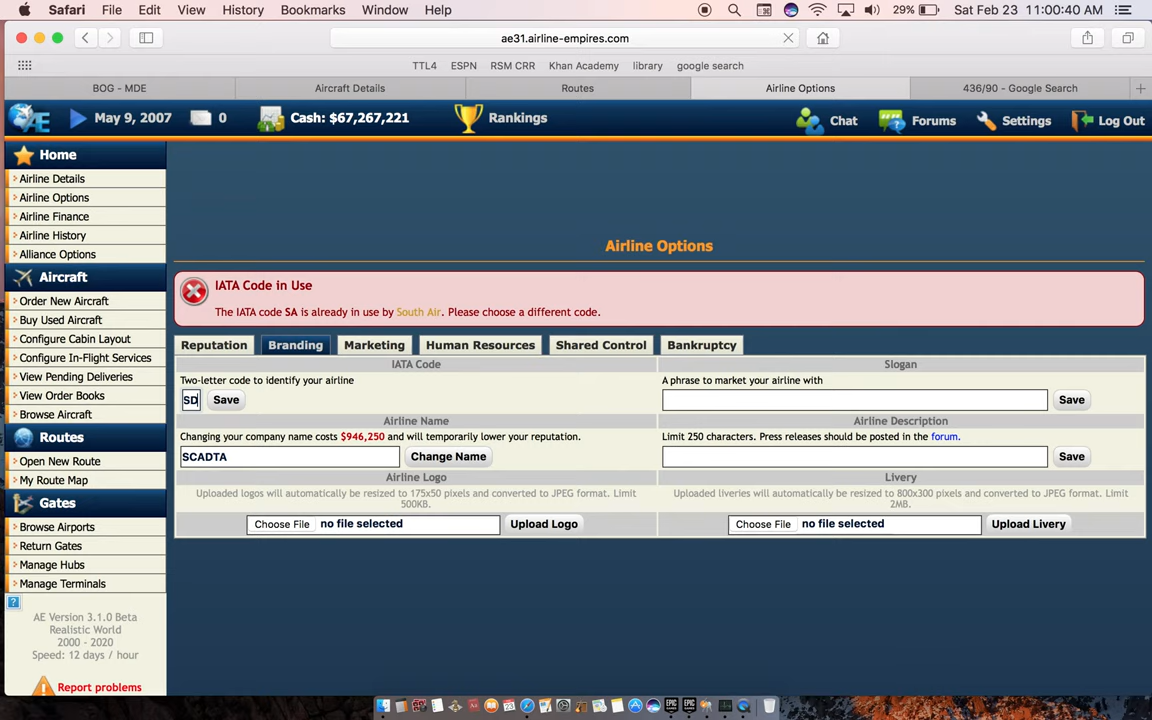 Safari File Edit View History Bookmarks Window Help 29% Sat Feb 23 11:00:40 AM
ae31.airline-empires.com
TTL4 ESPN RSM CRR Khan Academy library google search
BOG - MDE Aircraft Details Routes Airline Options 436/90 - Google Search
AE May 9, 2007 0 Cash: $67,267,221 Rankings Chat Forums Settings Log Out
Home
Airline Details
Airline Options
Airline Finance
Airline History
Alliance Options
Aircraft
Order New Aircraft
Buy Used Aircraft
Configure Cabin Layout
Configure In-Flight Services
View Pending Deliveries
View Order Books
Browse Aircraft
Routes
Open New Route
My Route Map
Gates
Browse Airports
Return Gates
Manage Hubs
Manage Terminals
?
AE Version 3.1.0 Beta
Realistic World
2000 - 2020
Speed: 12 days / hour
Report problems
Airline Options
IATA Code in Use
The IATA code SA is already in use by South Air. Please choose a different code.
Reputation Branding Marketing Human Resources Shared Control Bankruptcy
IATA Code Slogan
Two-letter code to identify your airline A phrase to market your airline with
SD Save Save
Airline Name Airline Description
Changing your company name costs $946,250 and will temporarily lower your reputation. Limit 250 characters. Press releases should be posted in the forum.
SCADTA Change Name Save
Airline Logo Livery
Uploaded logos will automatically be resized to 175x50 pixels and converted to JPEG format. Limit
500KB.
Uploaded liveries will automatically be resized to 800x300 pixels and converted to JPEG format. Limit
2MB.
Choose File no file selected Upload Logo Choose File no file selected Upload Livery